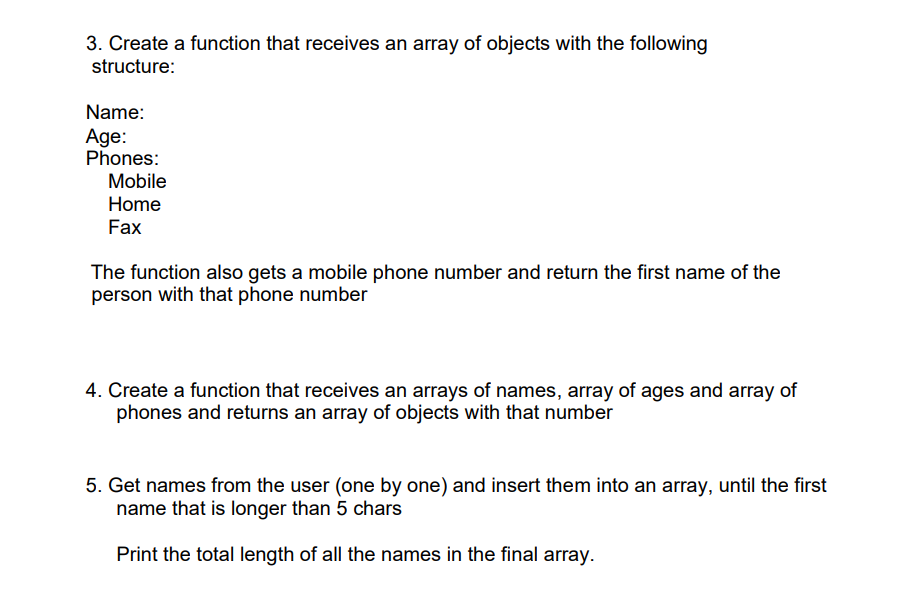 3. Create a function that receives an array of objects with the following
structure:
Name:
Age:
Phones:
Mobile
Home
Fax
The function also gets a mobile phone number and return the first name of the
person with that phone number
4. Create a function that receives an arrays of names, array of ages and array of
phones and returns an array of objects with that number
5. Get names from the user (one by one) and insert them into an array, until the first
name that is longer than 5 chars
Print the total length of all the names in the final array.